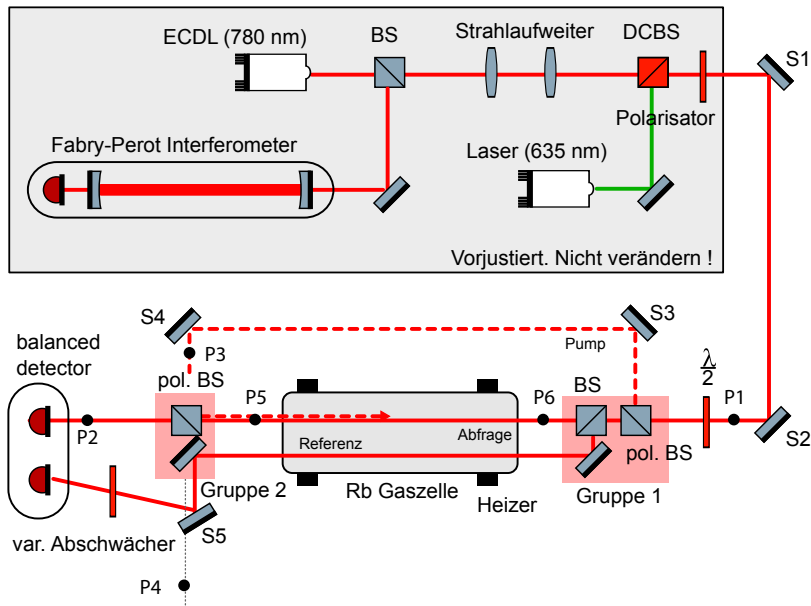 ECDL (780 nm)
BS
Strahlaufweiter
DCBS
S1
Polarisator
Fabry-Perot Interferometer
Laser (635 nm)
Vorjustiert. Nicht verändern !
S4
S3
balanced
detector
P3
Pump
pol. BS
λ
2
P5
P6
BS
P1
P2
Referenz
Abfrage
S2
pol. BS
Gruppe 2
Rb Gaszelle
Heizer
Gruppe 1
S5
var. Abschwächer
P4